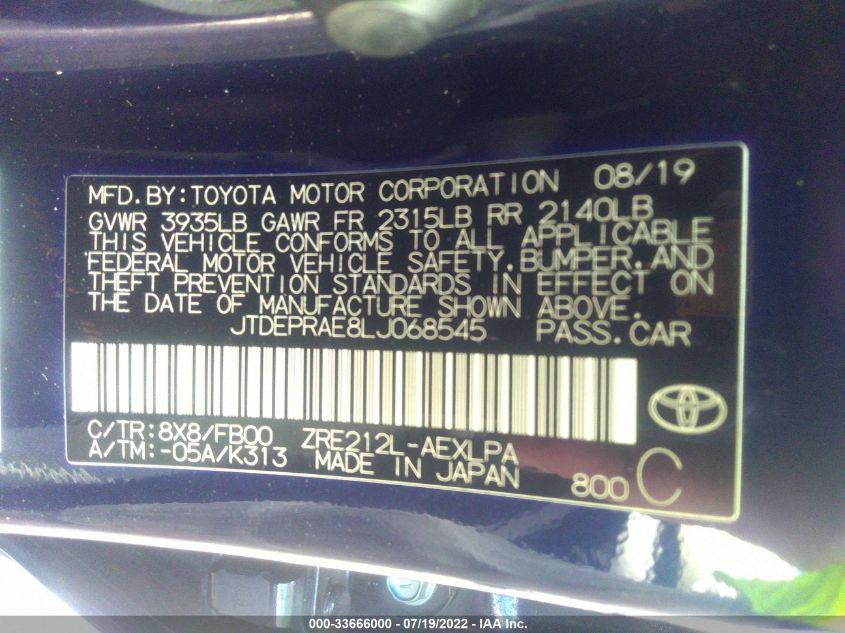 MFD.BY:TOYOTA MOTOR CORPORATION 08/19
GVWR 3935LB GAWR FR 2315LB RR 2140LB
THIS VEHICLE CONFORMS TO ALL APPLICABLE
FEDERAL MOTOR VEHICLE SAFETY,BUMPER,AND
THEFT PREVENTION STANDARDS IN EFFECT ON
THE DATE OF MANUFACTURE SHOWN ABOVE.
JTDEPRAE8LJ068545 PASS.CAR
C/TR:8X8/FB00 ZRE212L-AEXLPA
A/TM:-05A/K313 MADE IN JAPAN 800 C
000-33666000 - 07/19/2022 - IAA Inc.